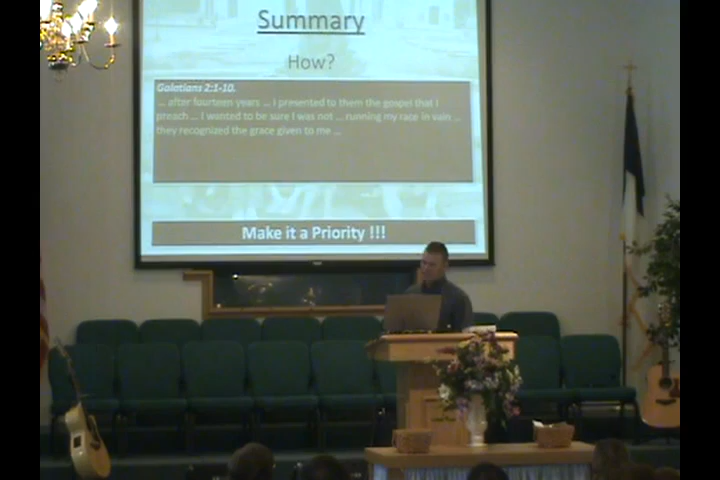 Summary
How?
Galatians 2:1-10.
... after fourteen years ... I presented to them the gospel that I
preach ... I wanted to be sure I was not ... running my race in vain ...
they recognized the grace given to me ...
Make it a Priority !!!